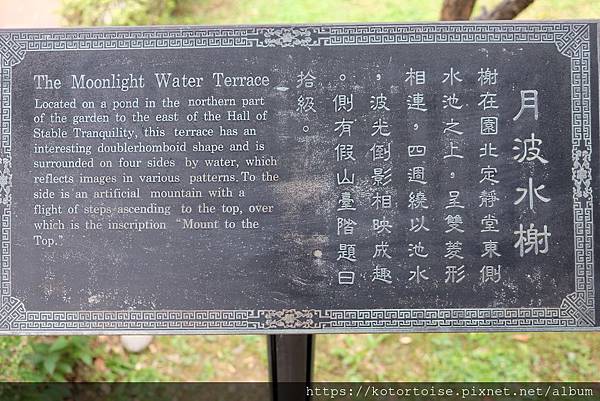 The Moonlight Water Terrace
Located on a pond in the northern part
of the garden to the east of the Hall of
Stable Tranquility, this terrace has an
interesting doublerhomboid shape and is
surrounded on four sides by water, which
reflects images in various patterns. To the
side is an artificial mountain with a
flight of steps ascending to the top, over
which is the inscription "Mount to the
Top."
月波水榭
榭在園北定靜堂東側
水池之上，呈雙菱形
相連，四週繞以池水
，波光倒影相映成趣
。側有假山臺階題曰
拾級。
https://kotortoise.pixnet.net/album